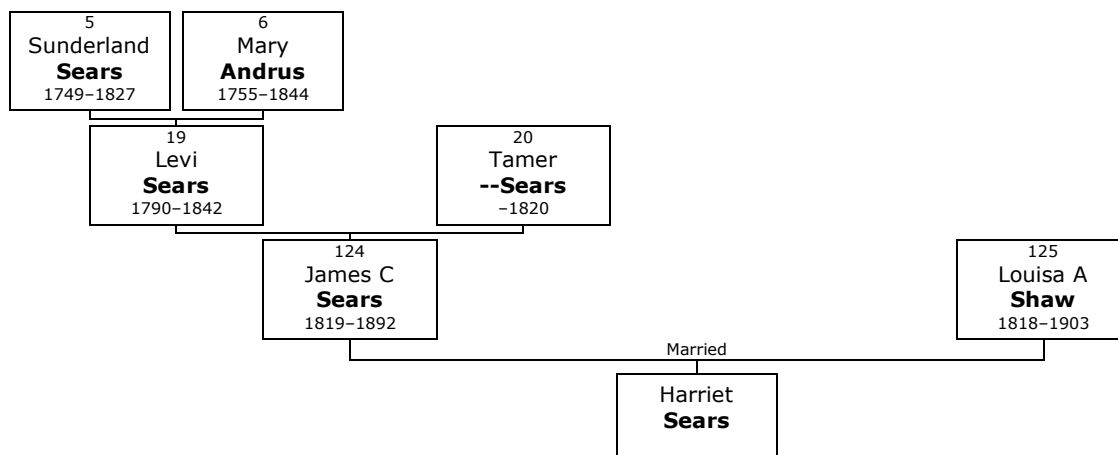 5
Sunderland
Sears
1749–1827
6
Mary
Andrus
1755–1844
19
Levi
Sears
1790–1842
20
Tamer
--Sears
–1820
124
James C
Sears
1819–1892
125
Louisa A
Shaw
1818–1903
Married
Harriet
Sears